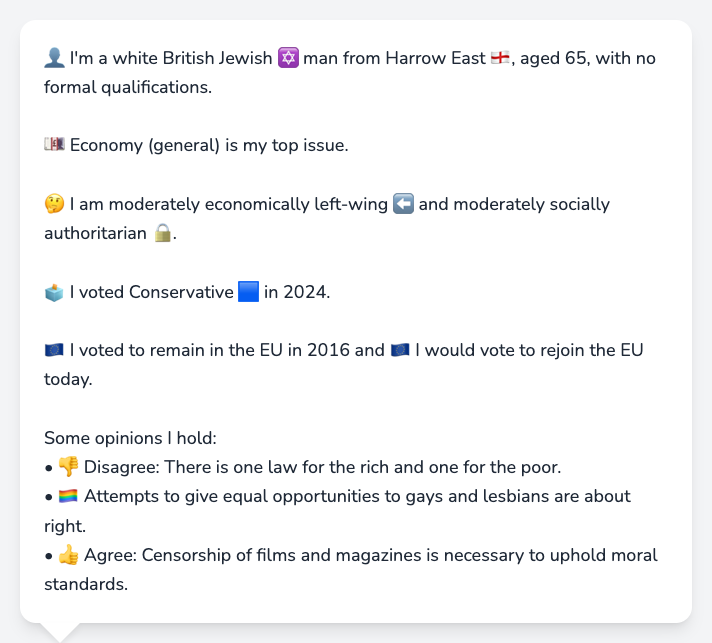 👤 I'm a white British Jewish ✡️ man from Harrow East 🏴󠁧󠁢󠁥󠁮󠁧󠁿, aged 65, with no
formal qualifications.
💷 Economy (general) is my top issue.
🤔 I am moderately economically left-wing ⬅️ and moderately socially
authoritarian 🔒.
🗳️ I voted Conservative 🟦 in 2024.
🇪🇺 I voted to remain in the EU in 2016 and 🇪🇺 I would vote to rejoin the EU
today.
Some opinions I hold:
• 👎 Disagree: There is one law for the rich and one for the poor.
• 🏳️‍🌈 Attempts to give equal opportunities to gays and lesbians are about
right.
• 👍 Agree: Censorship of films and magazines is necessary to uphold moral
standards.